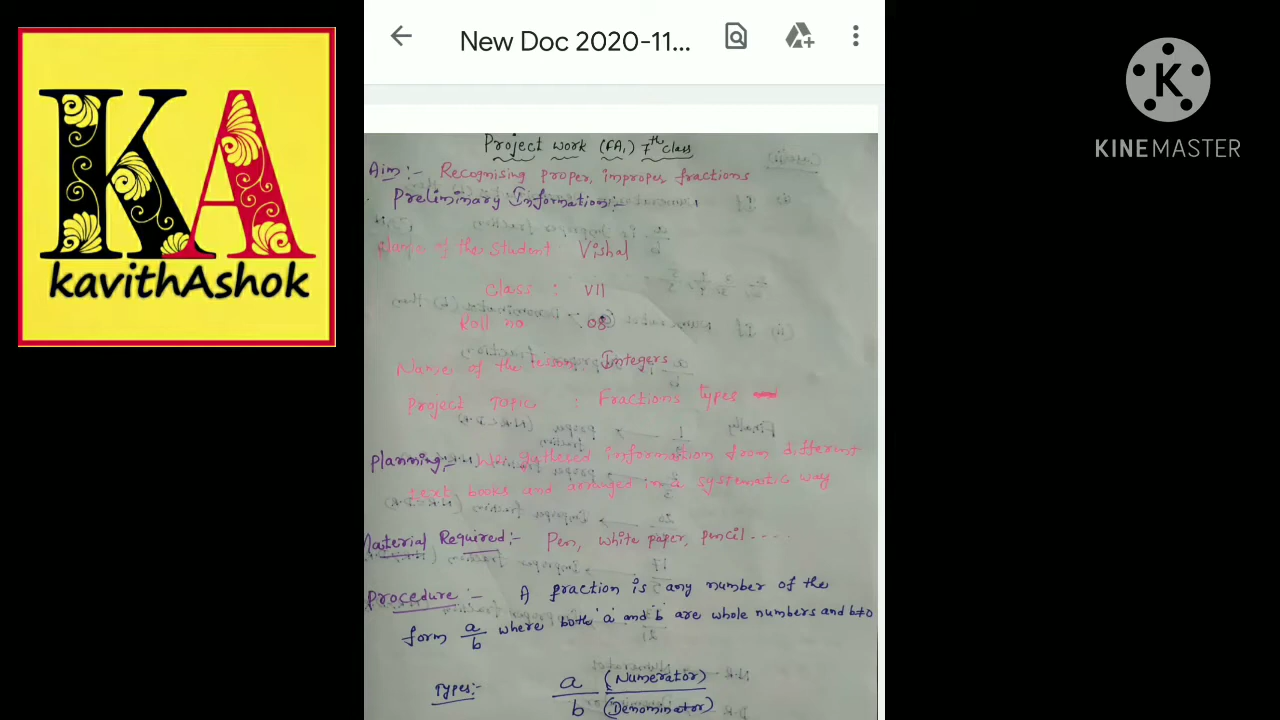 KA
kavithAshok
New Doc 2020-11...
K
KINEMASTER
Project work (FA1) 7th class
Aim:- Recognising proper, improper fractions
Preliminary Information:-
Name of the Student : Vishal
Class : VII
Roll no 08
Name of the lesson : Integers
Project Topic : Fractions types
Planning:- We gathered information from different
text books and arranged in a systematic way
Material Required:- Pen, white paper, pencil....
Procedure:- A fraction is any number of the
form a/b where both 'a' and 'b' are whole numbers and b≠0
Types:- a (Numerator)
b (Denominator)